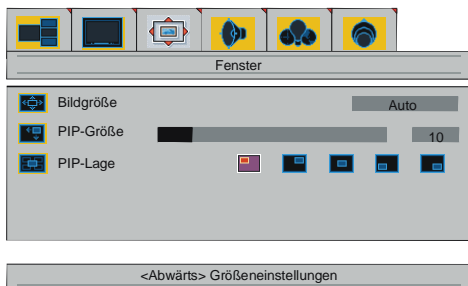 Fenster
Bildgröße Auto
PIP-Größe 10
PIP-Lage
<Abwärts> Größeneinstellungen